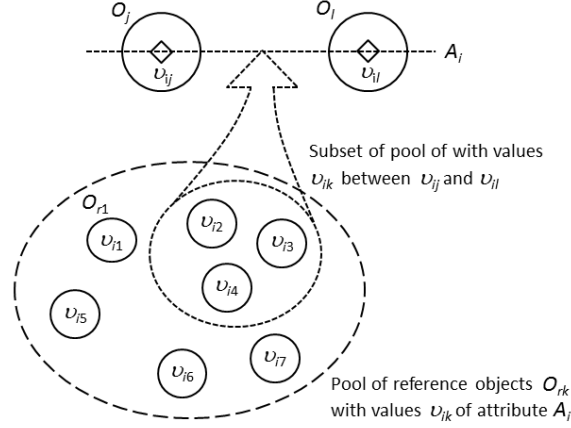 O_j O_l
A_i
υ_ij υ_il
Subset of pool of with values
υ_ik between υ_ij and υ_il
O_r1
υ_i2
υ_i1 υ_i3
υ_i4
υ_i5
υ_i7
υ_i6
Pool of reference objects O_rk
with values υ_ik of attribute A_i